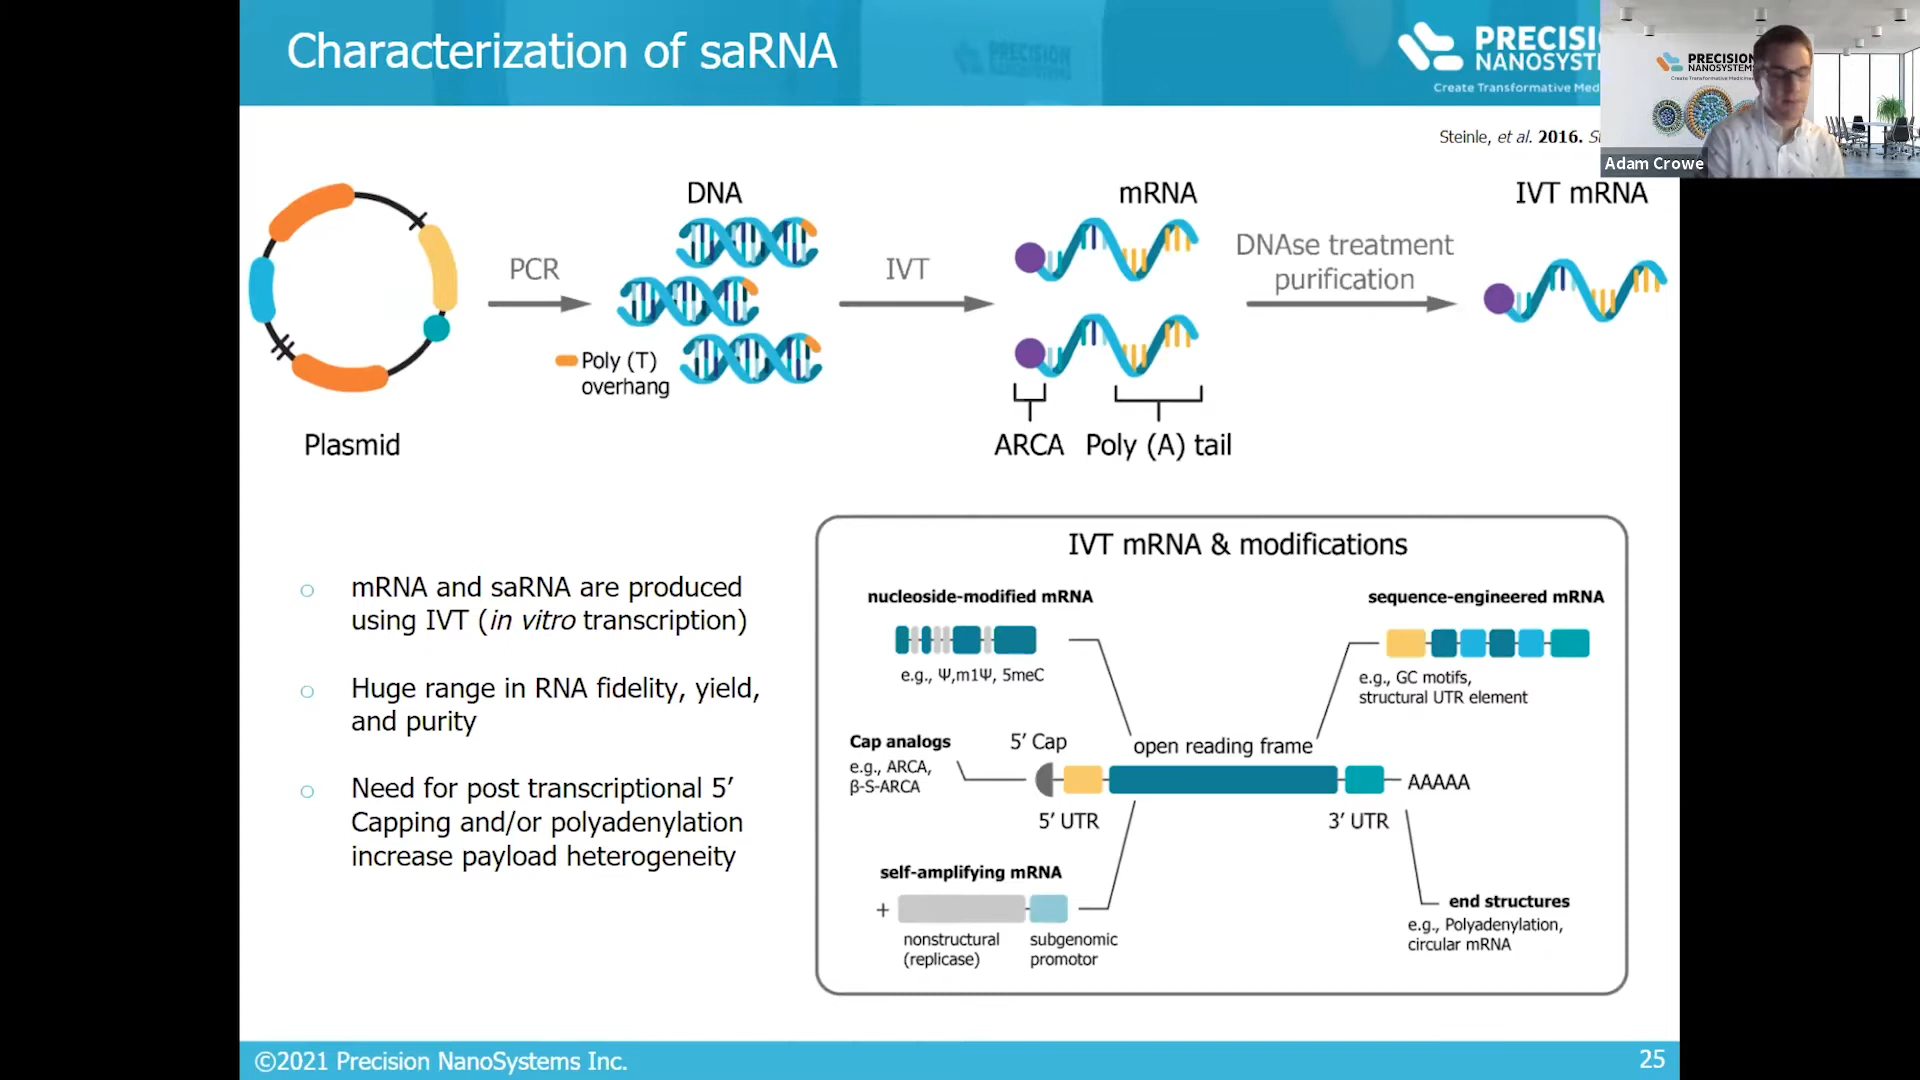 Characterization of saRNA
PRECISI
NANOSYST
Create Transformative Med
PRECISION
NANOSYSTEMS
Create Transformative Medicines
Adam Crowe
Steinle, et al. 2016.
DNA
mRNA
IVT mRNA
PCR
IVT
DNAse treatment
purification
Poly (T)
overhang
Plasmid
ARCA
Poly (A) tail
○ mRNA and saRNA are produced
using IVT (in vitro transcription)
○ Huge range in RNA fidelity, yield,
and purity
○ Need for post transcriptional 5’
Capping and/or polyadenylation
increase payload heterogeneity
IVT mRNA & modifications
nucleoside-modified mRNA
e.g., Ψ,m1Ψ, 5meC
sequence-engineered mRNA
e.g., GC motifs,
structural UTR element
Cap analogs
e.g., ARCA,
β-S-ARCA
5’ Cap
open reading frame
AAAAA
5’ UTR
3’ UTR
self-amplifying mRNA
+
nonstructural
(replicase)
subgenomic
promotor
end structures
e.g., Polyadenylation,
circular mRNA
©2021 Precision NanoSystems Inc.
25